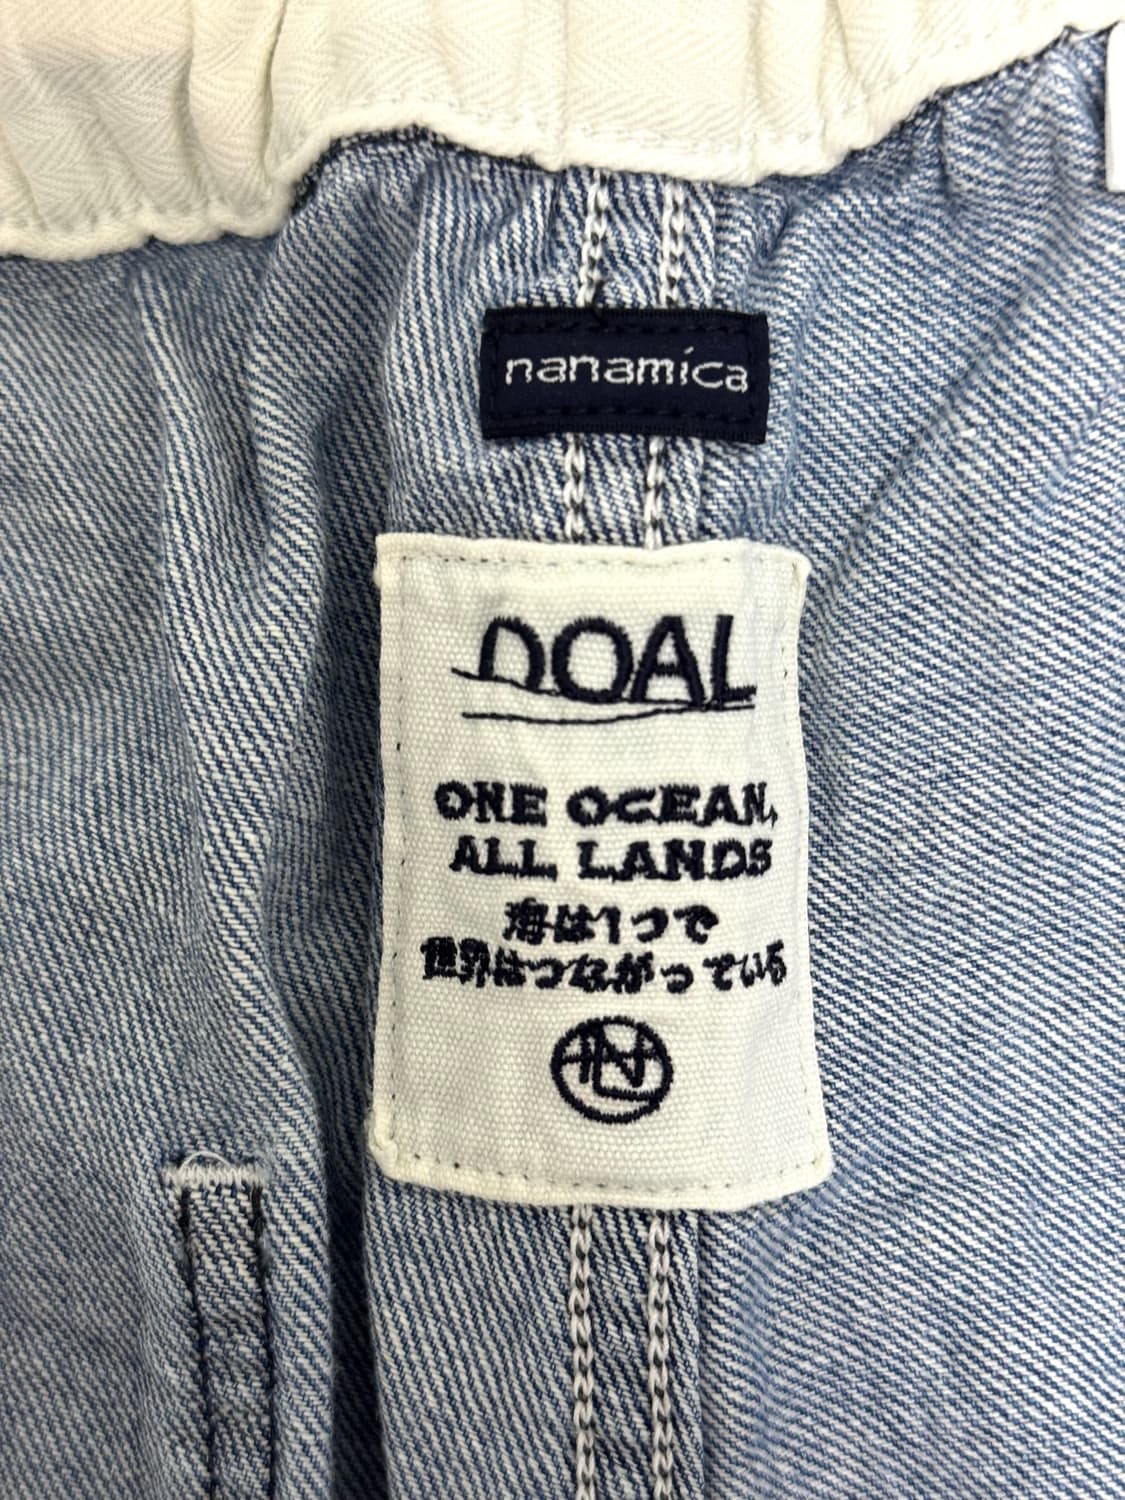 nanamica
nOAL
ONE OCEAN,
ALL LANDS
海は1つで
世界はつながっている